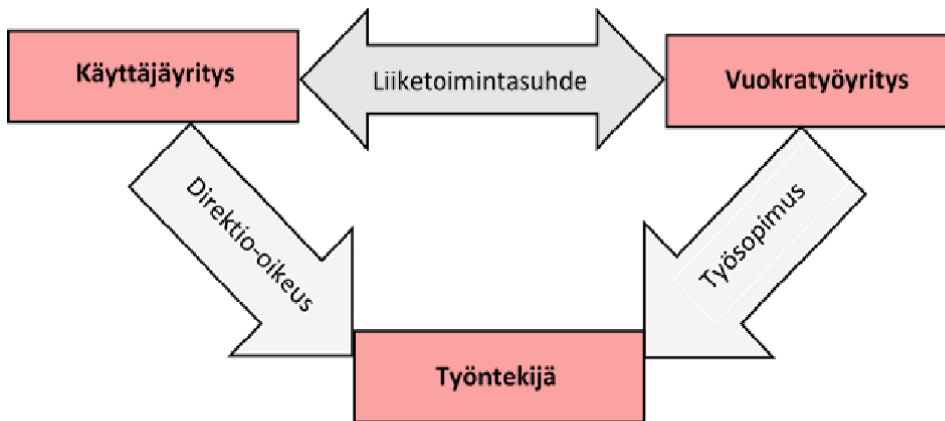 Käyttäjäyritys
Liiketoimintasuhde
Vuokratyöyritys
Direktio-oikeus
Työsopimus
Työntekijä